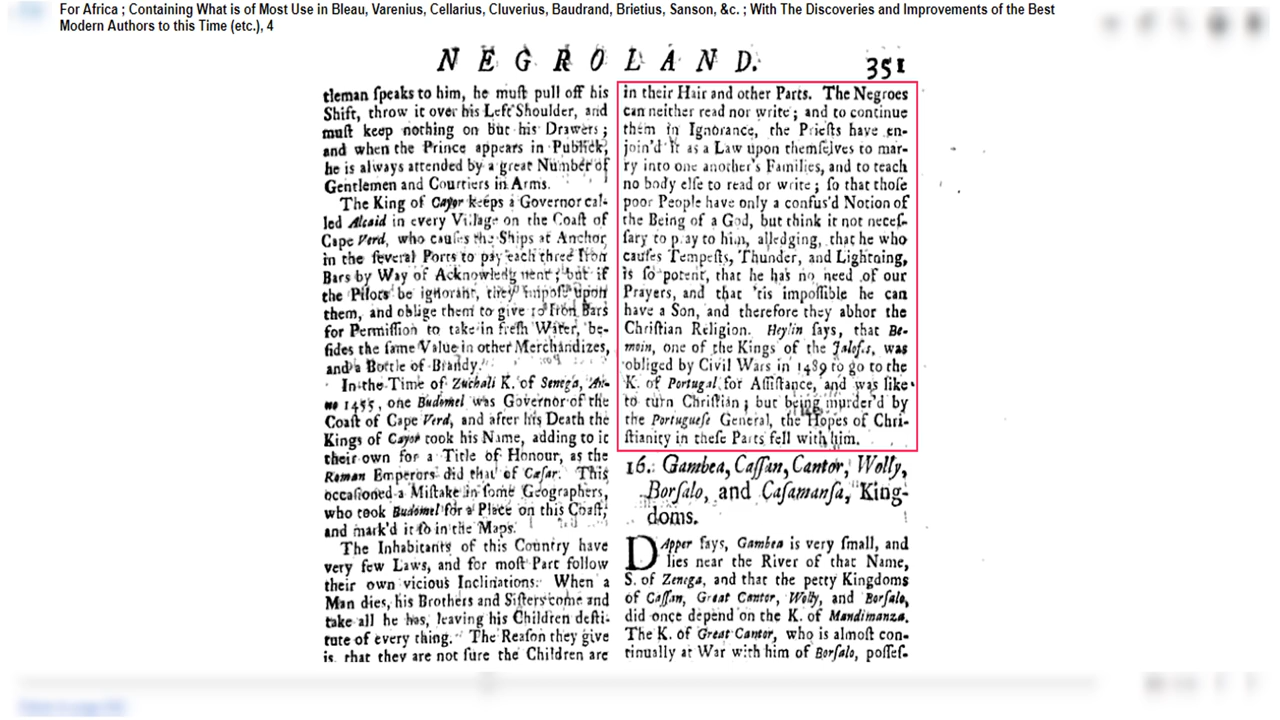 For Africa ; Containing What is of Most Use in Bleau, Varenius, Cellarius, Cluverius, Baudrand, Brietius, Sanson, &c. ; With The Discoveries and Improvements of the Best
Modern Authors to this Time (etc.), 4
NEGROLAND. 351
tleman ſpeaks to him, he muſt pull off his
Shift, throw it over his Left Shoulder, and
muſt keep nothing on but his Drawers;
and when the Prince appears in Publick,
he is always attended by a great Number of
Gentlemen and Courtiers in Arms.
The King of Cayor keeps a Governor cal-
led Alcaid in every Village on the Coaſt of
Cape Verd, who cauſes the Ships at Anchor,
in the ſeveral Ports to pay each three Iron
Bars by Way of Acknowledgment; but if
the Pilots be ignorant, they impoſe upon
them, and oblige them to give 10 Iron Bars
for Permiſſion to take in freſh Water, be-
ſides the ſame Value in other Merchandizes,
and a Bottle of Brandy.
In the Time of Zuchali K. of Senega, An-
no 1455, one Budomel was Governor of the
Coaſt of Cape Verd, and after his Death the
Kings of Cayor took his Name, adding to it
their own for a Title of Honour, as the
Roman Emperors did that of Cæſar. This
occaſioned a Miſtake in ſome Geographers,
who took Budomel for a Place on this Coaſt,
and mark'd it ſo in the Maps.
The Inhabitants of this Country have
very few Laws, and for moſt Part follow
their own vicious Inclinations. When a
Man dies, his Brothers and Siſters come and
take all he has, leaving his Children deſti-
tute of every thing. The Reaſon they give
is, that they are not ſure the Children are
in their Hair and other Parts. The Negroes
can neither read nor write; and to continue
them in Ignorance, the Prieſts have en-
join'd it as a Law upon themſelves to mar-
ry into one another's Families, and to teach
no body elſe to read or write; ſo that thoſe
poor People have only a confus'd Notion of
the Being of a God, but think it not neceſ-
ſary to pray to him, alledging, that he who
cauſes Tempeſts, Thunder, and Lightning,
is ſo potent, that he has no need of our
Prayers, and that 'tis impoſſible he can
have a Son, and therefore they abhor the
Chriſtian Religion. Heylin ſays, that Be-
moin, one of the Kings of the Jalofs, was
obliged by Civil Wars in 1489 to go to the
K. of Portugal for Aſſiſtance, and was like
to turn Chriſtian; but being murder'd by
the Portugueſe General, the Hopes of Chri-
ſtianity in theſe Parts fell with him.
16. Gambea, Caſſan, Cantor, Wolly,
Borſalo, and Caſamanſa, King-
doms.
DApper ſays, Gambea is very ſmall, and
lies near the River of that Name,
S. of Zenega, and that the petty Kingdoms
of Caſſan, Great Cantor, Wolly, and Borſalo,
did once depend on the K. of Mandimanza.
The K. of Great Cantor, who is almoſt con-
tinually at War with him of Borſalo, poſſeſ-